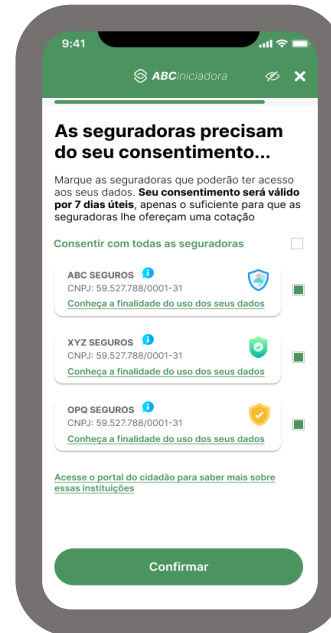 9:41
ABCiniciadora
As seguradoras precisam
do seu consentimento...
Marque as seguradoras que poderão ter acesso
aos seus dados. Seu consentimento será válido
por 7 dias úteis, apenas o suficiente para que as
seguradoras lhe ofereçam uma cotação
Consentir com todas as seguradoras
ABC SEGUROS
CNPJ: 59.527.788/0001-31
Conheça a finalidade do uso dos seus dados
XYZ SEGUROS
CNPJ: 59.527.788/0001-31
Conheça a finalidade do uso dos seus dados
OPQ SEGUROS
CNPJ: 59.527.788/0001-31
Conheça a finalidade do uso dos seus dados
Acesse o portal do cidadão para saber mais sobre
essas instituições
Confirmar